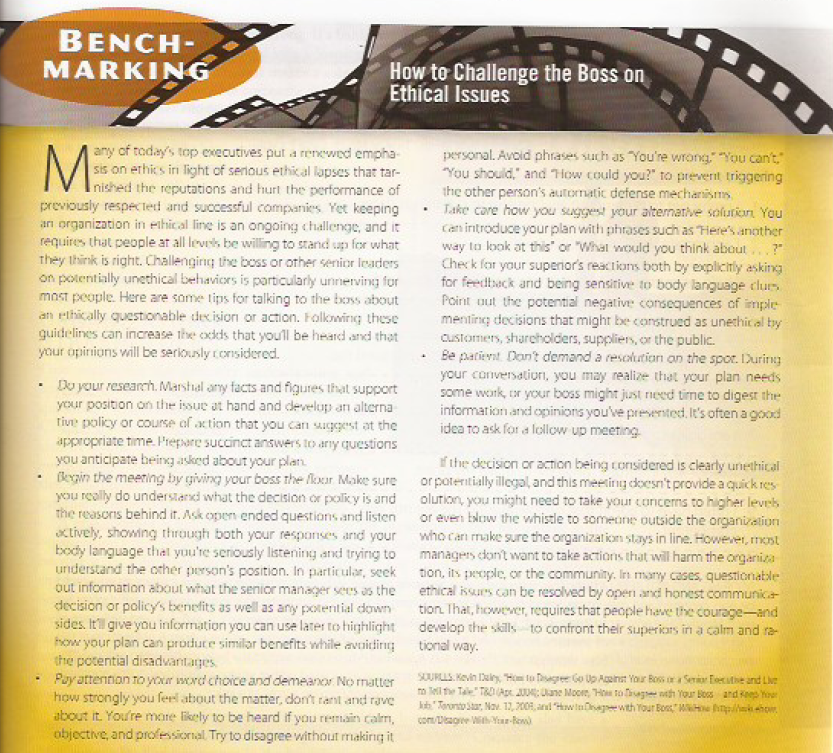 BENCH-
MARKING
How to Challenge the Boss on
Ethical Issues
Many of today's top executives put a renewed empha-
sis on ethics in light of serious ethical lapses that tar-
nished the reputations and hurt the performance of
previously respected and successful companies. Yet keeping
an organization in ethical line is an ongoing challenge, and it
requires that people at all levels be willing to stand up for what
they think is right. Challenging the boss or other senior leaders
on potentially unethical behaviors is particularly unnerving for
most people. Here are some tips for talking to the boss about
an ethically questionable decision or action. Following these
guidelines can increase the odds that you'll be heard and that
your opinions will be seriously considered.
• Do your research. Marshal any facts and figures that support
your position on the issue at hand and develop an alterna-
tive policy or course of action that you can suggest at the
appropriate time. Prepare succinct answers to any questions
you anticipate being asked about your plan.
• Begin the meeting by giving your boss the floor. Make sure
you really do understand what the decision or policy is and
the reasons behind it. Ask open-ended questions and listen
actively, showing through both your responses and your
body language that you're seriously listening and trying to
understand the other person's position. In particular, seek
out information about what the senior manager sees as the
decision or policy's benefits as well as any potential down-
sides. It'll give you information you can use later to highlight
how your plan can produce similar benefits while avoiding
the potential disadvantages.
• Pay attention to your word choice and demeanor. No matter
how strongly you feel about the matter, don't rant and rave
about it. You're more likely to be heard if you remain calm,
objective, and professional. Try to disagree without making it
personal. Avoid phrases such as "You're wrong," "You can't,"
"You should," and "How could you?" to prevent triggering
the other person's automatic defense mechanisms.
• Take care how you suggest your alternative solution. You
can introduce your plan with phrases such as "Here's another
way to look at this" or "What would you think about . . . ?"
Check for your superior's reactions both by explicitly asking
for feedback and being sensitive to body language clues.
Point out the potential negative consequences of imple-
menting decisions that might be construed as unethical by
customers, shareholders, suppliers, or the public.
• Be patient. Don't demand a resolution on the spot. During
your conversation, you may realize that your plan needs
some work, or your boss might just need time to digest the
information and opinions you've presented. It's often a good
idea to ask for a follow-up meeting.
If the decision or action being considered is clearly unethical
or potentially illegal, and this meeting doesn't provide a quick res-
olution, you might need to take your concerns to higher levels
or even blow the whistle to someone outside the organization
who can make sure the organization stays in line. However, most
managers don't want to take actions that will harm the organiza-
tion, its people, or the community. In many cases, questionable
ethical issues can be resolved by open and honest communica-
tion. That, however, requires that people have the courage—and
develop the skills—to confront their superiors in a calm and ra-
tional way.
SOURCES: Kevin Daley, "How to Disagree: Go Up Against Your Boss or a Senior Executive and Live
to Tell the Tale," T&D (Apr. 2004); Diane Moore, "How to Disagree with Your Boss—and Keep Your
Job," Toronto Star, Nov. 12, 2003; and "How to Disagree with Your Boss," WikiHow
com/Disagree-With-Your-Boss).